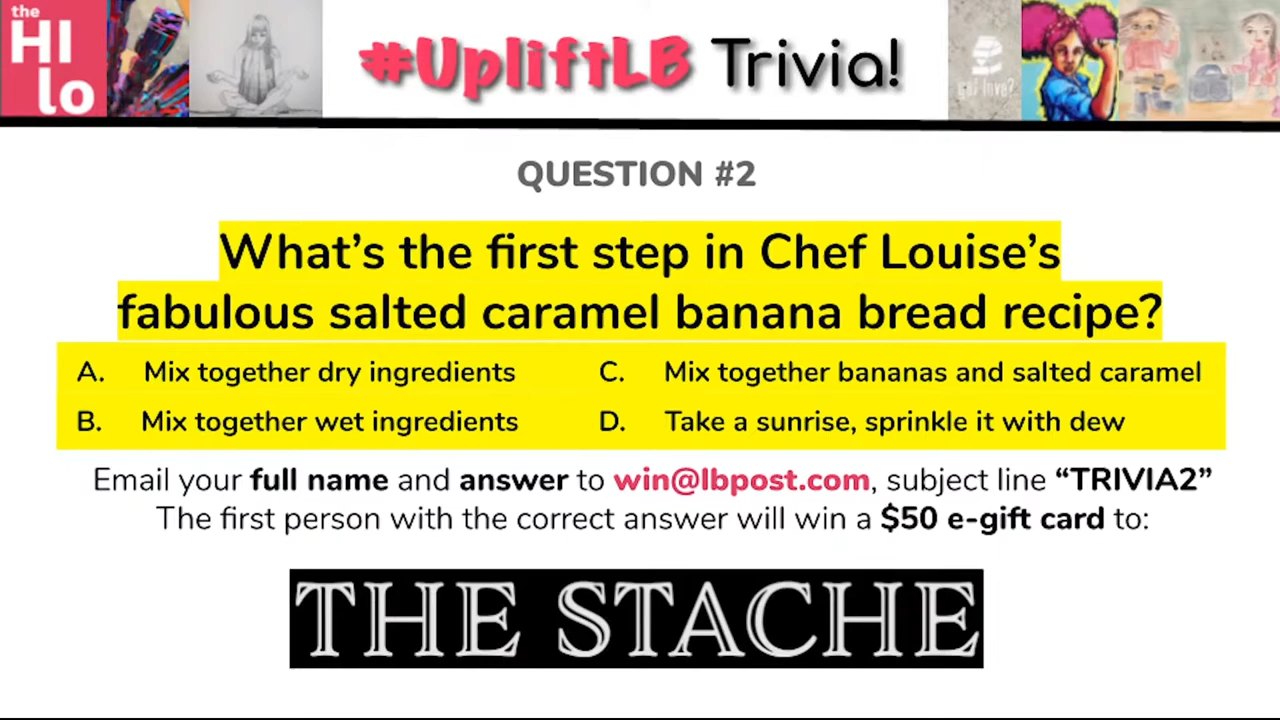 the
HI
lo
#UpliftLB Trivia!
got love?
QUESTION #2
What’s the first step in Chef Louise’s
fabulous salted caramel banana bread recipe?
A. Mix together dry ingredients
C. Mix together bananas and salted caramel
B. Mix together wet ingredients
D. Take a sunrise, sprinkle it with dew
Email your full name and answer to win@lbpost.com, subject line “TRIVIA2”
The first person with the correct answer will win a $50 e-gift card to:
THE STACHE